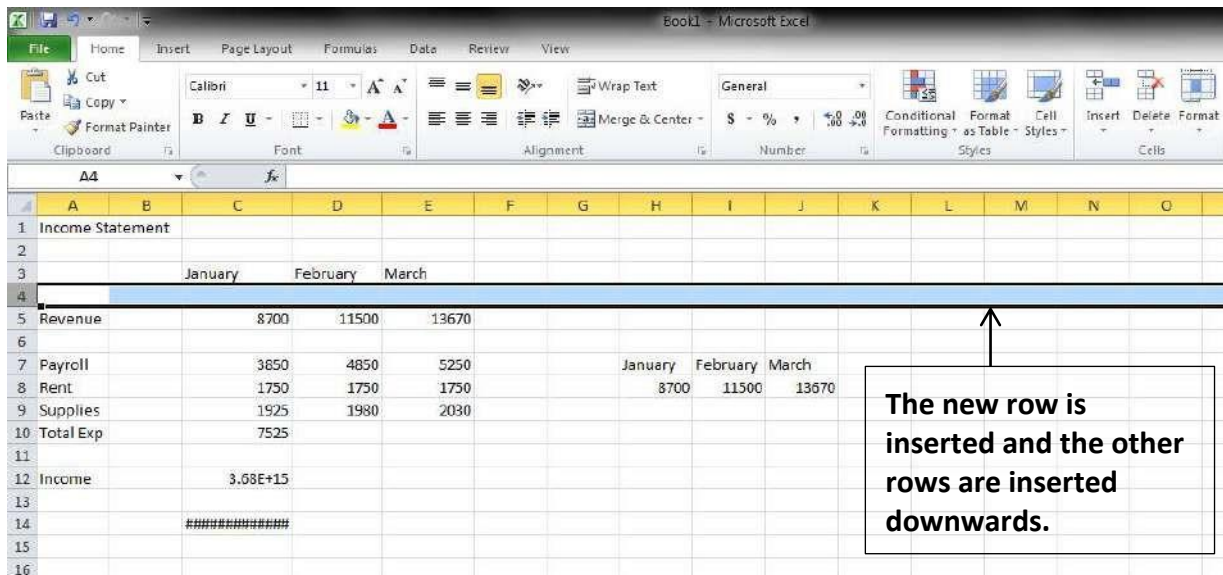 Book1 - Microsoft Excel
File Home Insert Page Layout Formulas Data Review View
Paste Cut Copy Format Painter
Calibri 11 A A
Wrap Text
General
B I U A
Merge & Center
$ % , .0 .00 .00 .0
Conditional Formatting Format as Table Cell Styles
Insert Delete Format
Clipboard Font Alignment Number Styles Cells
A4 fx
A B C D E F G H I J K L M N O
1 Income Statement
2
3 January February March
4
5 Revenue 8700 11500 13670
6
7 Payroll 3850 4850 5250 January February March
8 Rent 1750 1750 1750 8700 11500 13670
9 Supplies 1925 1980 2030
10 Total Exp 7525
11
12 Income 3.68E+15
13
14 #############
15
16
The new row is
inserted and the other
rows are inserted
downwards.